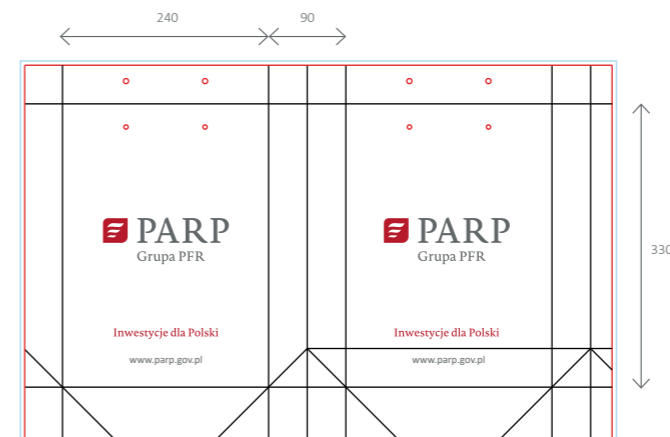 240
90
PARP
Grupa PFR
Inwestycje dla Polski
www.parp.gov.pl
PARP
Grupa PFR
Inwestycje dla Polski
www.parp.gov.pl
330